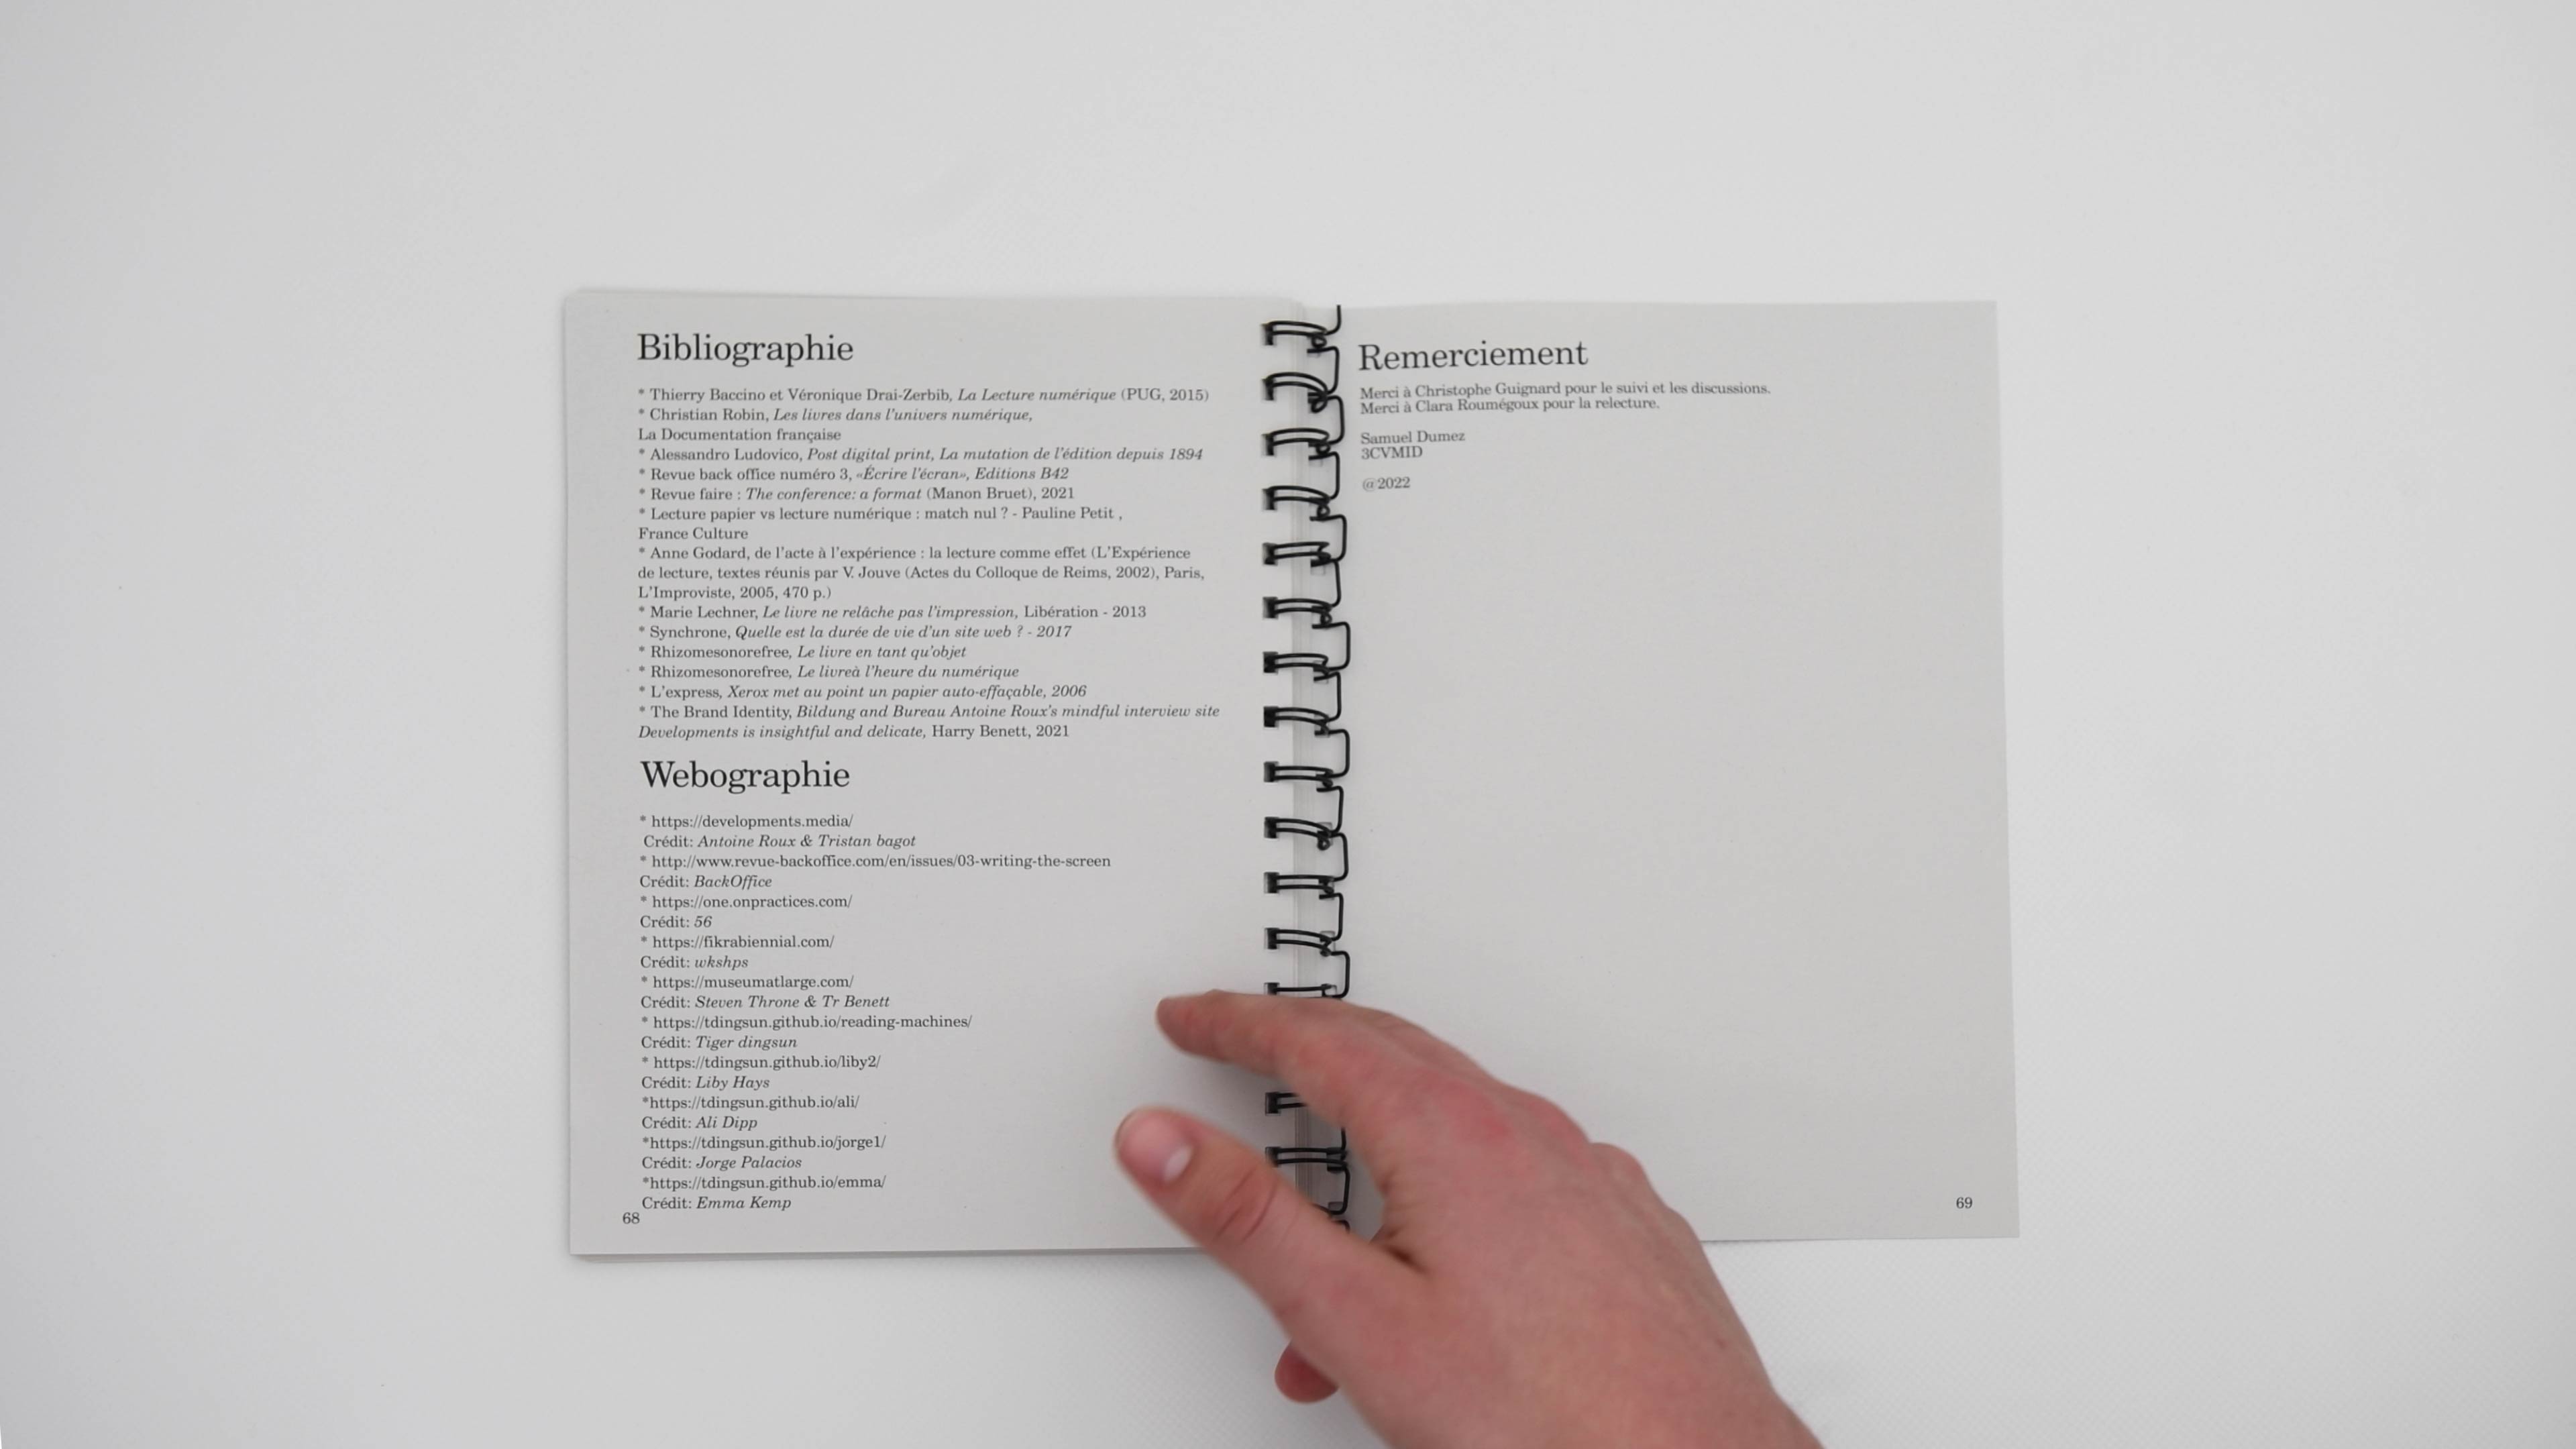 Bibliographie
* Thierry Baccino et Véronique Drai-Zerbib, La Lecture numérique (PUG, 2015)
* Christian Robin, Les livres dans l'univers numérique,
La Documentation française
* Alessandro Ludovico, Post digital print, La mutation de l'édition depuis 1894
* Revue back office numéro 3, «Écrire l'écran», Editions B42
* Revue faire : The conference: a format (Manon Bruet), 2021
* Lecture papier vs lecture numérique : match nul ? - Pauline Petit ,
France Culture
* Anne Godard, de l'acte à l'expérience : la lecture comme effet (L'Expérience
de lecture, textes réunis par V. Jouve (Actes du Colloque de Reims, 2002), Paris,
L'Improviste, 2005, 470 p.)
* Marie Lechner, Le livre ne relâche pas l'impression, Libération - 2013
* Synchrone, Quelle est la durée de vie d'un site web ? - 2017
* Rhizomesonorefree, Le livre en tant qu'objet
* Rhizomesonorefree, Le livreà l'heure du numérique
* L'express, Xerox met au point un papier auto-effaçable, 2006
* The Brand Identity, Bildung and Bureau Antoine Roux's mindful interview site
Developments is insightful and delicate, Harry Benett, 2021
Webographie
* https://developments.media/
Crédit: Antoine Roux & Tristan bagot
* http://www.revue-backoffice.com/en/issues/03-writing-the-screen
Crédit: BackOffice
* https://one.onpractices.com/
Crédit: 56
* https://fikrabiennial.com/
Crédit: wkshps
* https://museumatlarge.com/
Crédit: Steven Throne & Tr Benett
* https://tdingsun.github.io/reading-machines/
Crédit: Tiger dingsun
* https://tdingsun.github.io/liby2/
Crédit: Liby Hays
*https://tdingsun.github.io/ali/
Crédit: Ali Dipp
*https://tdingsun.github.io/jorge1/
Crédit: Jorge Palacios
*https://tdingsun.github.io/emma/
Crédit: Emma Kemp
68
Remerciement
Merci à Christophe Guignard pour le suivi et les discussions.
Merci à Clara Roumégoux pour la relecture.
Samuel Dumez
3CVMID
@2022
69